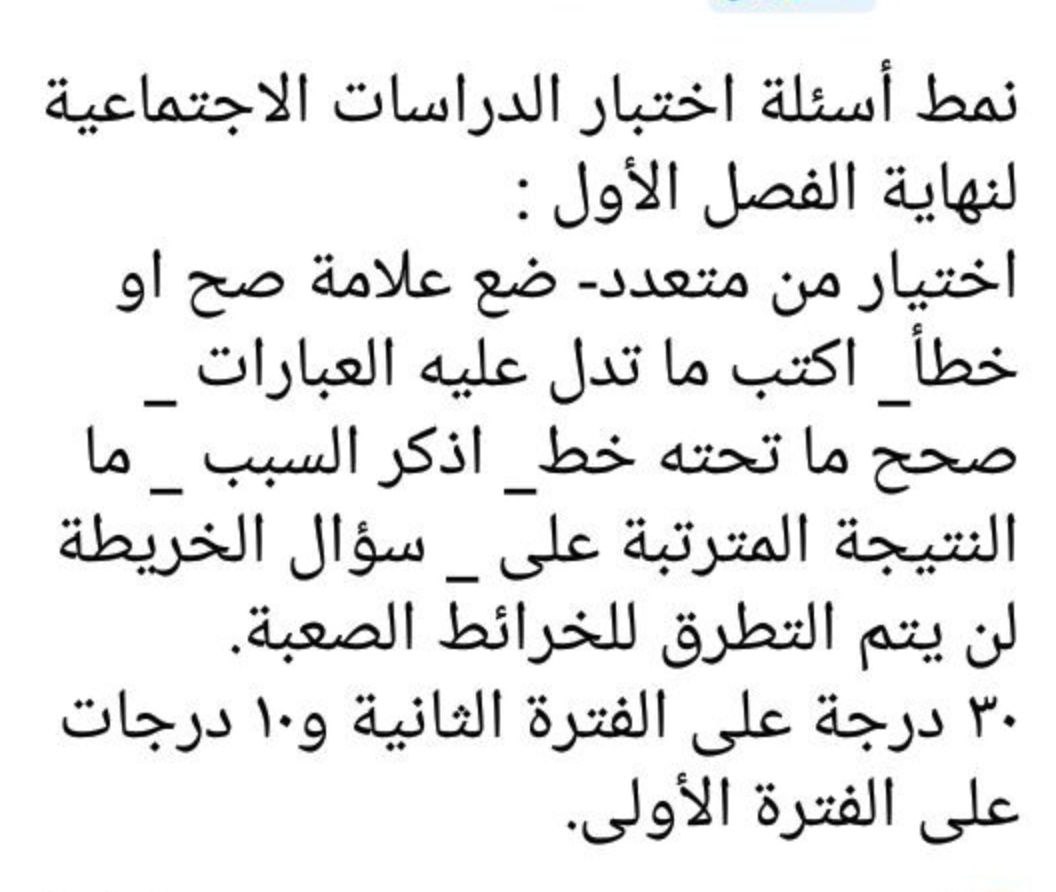 نمط أسئلة اختبار الدراسات الاجتماعية
لنهاية الفصل الأول :
اختيار من متعدد- ضع علامة صح او
خطأ_ اكتب ما تدل عليه العبارات _
صحح ما تحته خط_ اذكر السبب _ ما
النتيجة المترتبة على _ سؤال الخريطة
لن يتم التطرق للخرائط الصعبة.
٣٠ درجة على الفترة الثانية و١٠ درجات
على الفترة الأولى.